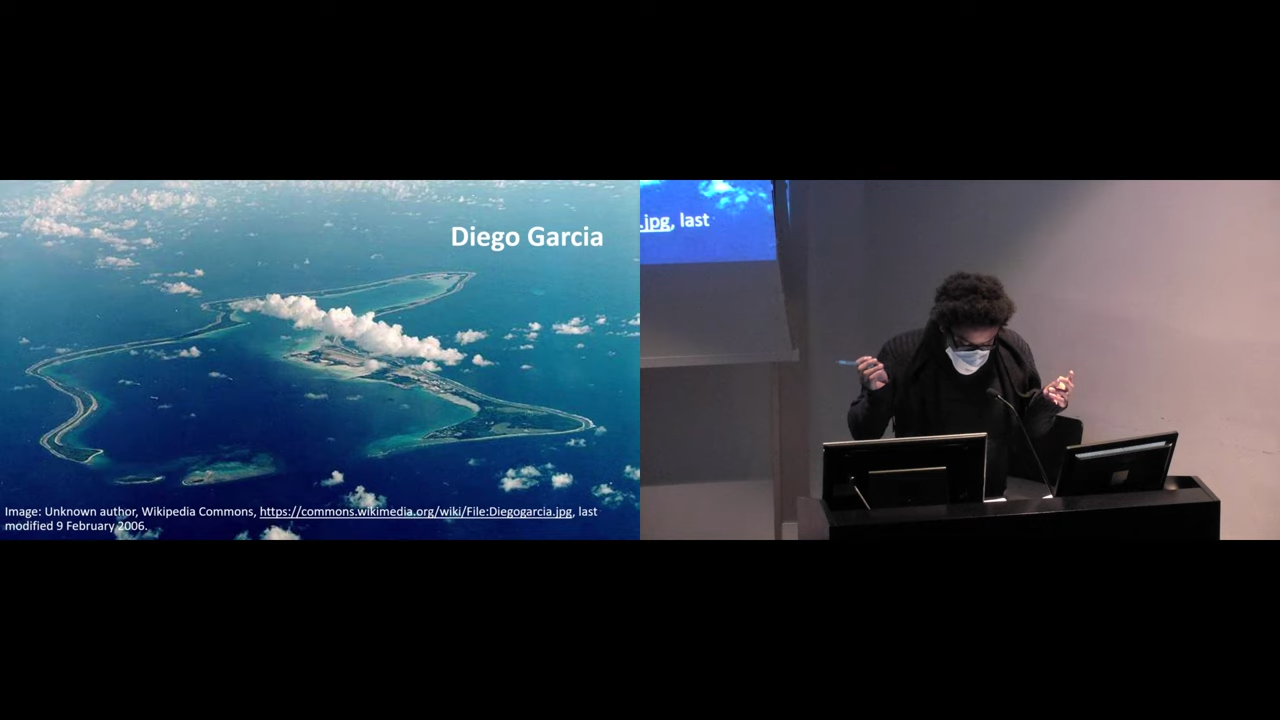 Diego Garcia
Image: Unknown author, Wikipedia Commons, https://commons.wikimedia.org/wiki/File:Diegogarcia.jpg, last
modified 9 February 2006.
.jpg, last